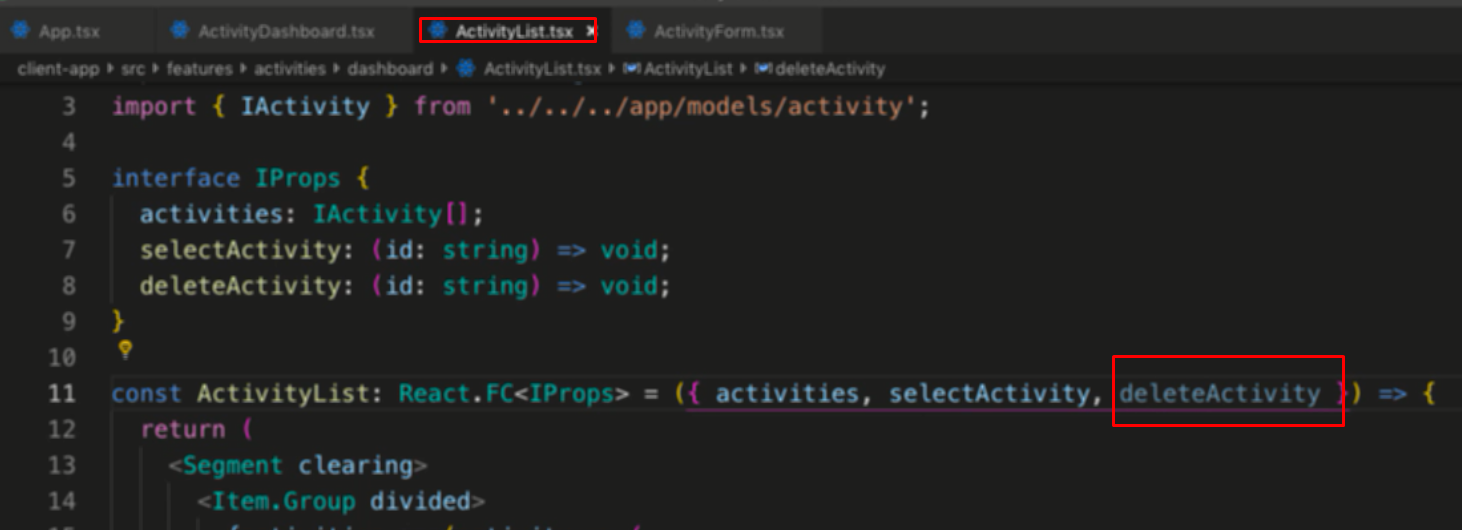 App.tsx ActivityDashboard.tsx ActivityList.tsx × ActivityForm.tsx
client-app src features activities dashboard ActivityList.tsx ActivityList deleteActivity
3 import { IActivity } from '../../../app/models/activity';
4
5 interface IProps {
6 activities: IActivity[];
7 selectActivity: (id: string) => void;
8 deleteActivity: (id: string) => void;
9 }
10
11 const ActivityList: React.FC<IProps> = ({ activities, selectActivity, deleteActivity }) => {
12 return (
13 <Segment clearing>
14 <Item.Group divided>